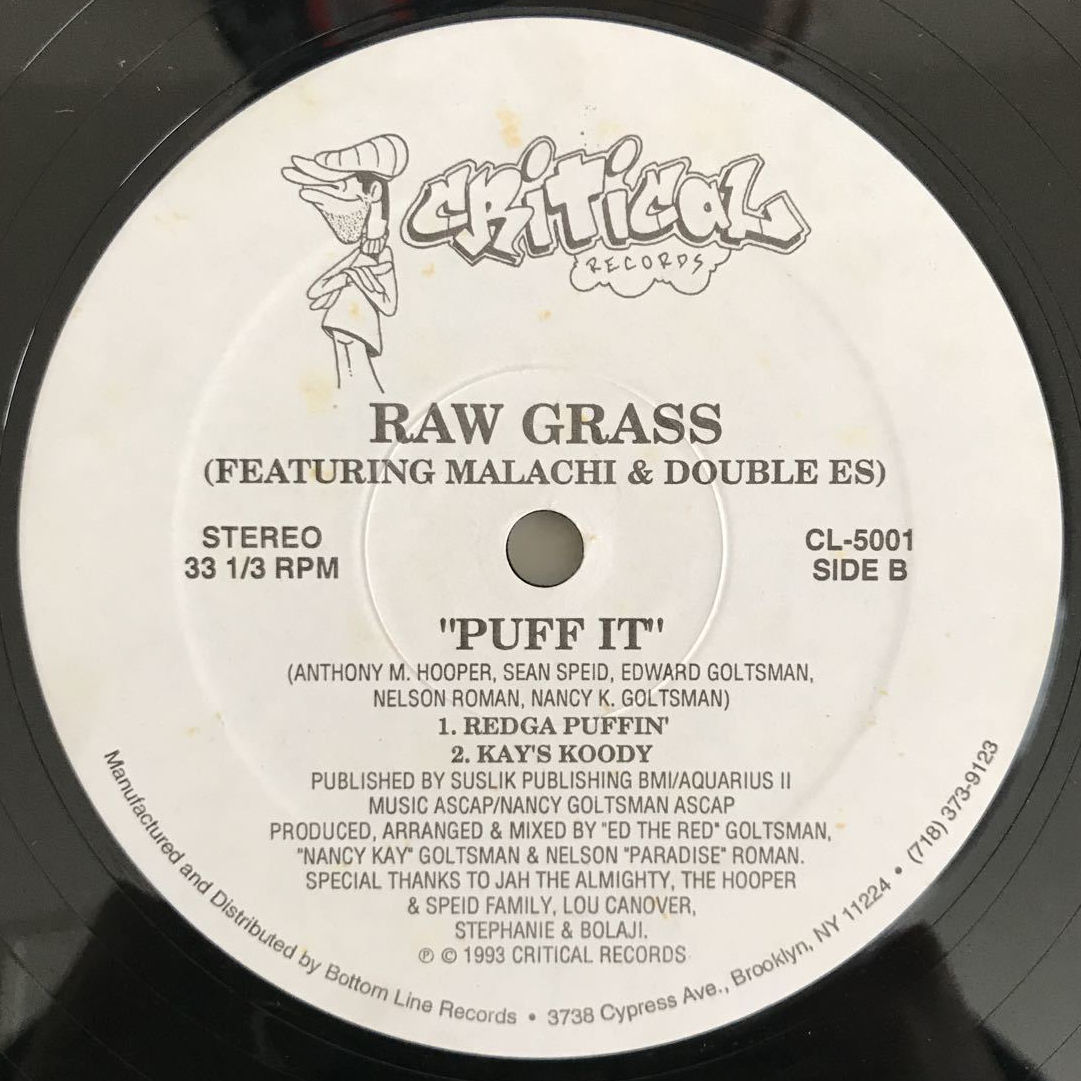 CRITICAL
RECORDS
RAW GRASS
(FEATURING MALACHI & DOUBLE ES)
STEREO
33 1/3 RPM
CL-5001
SIDE B
"PUFF IT"
(ANTHONY M. HOOPER, SEAN SPEID, EDWARD GOLTSMAN,
NELSON ROMAN, NANCY K. GOLTSMAN)
1. REDGA PUFFIN'
2. KAY'S KOODY
PUBLISHED BY SUSLIK PUBLISHING BMI/AQUARIUS II
MUSIC ASCAP/NANCY GOLTSMAN ASCAP
PRODUCED, ARRANGED & MIXED BY "ED THE RED" GOLTSMAN,
"NANCY KAY" GOLTSMAN & NELSON "PARADISE" ROMAN.
SPECIAL THANKS TO JAH THE ALMIGHTY, THE HOOPER
& SPEID FAMILY, LOU CANOVER,
STEPHANIE & BOLAJI.
℗ © 1993 CRITICAL RECORDS
Manufactured and Distributed by Bottom Line Records • 3738 Cypress Ave., Brooklyn, NY 11224 • (718) 373-9123